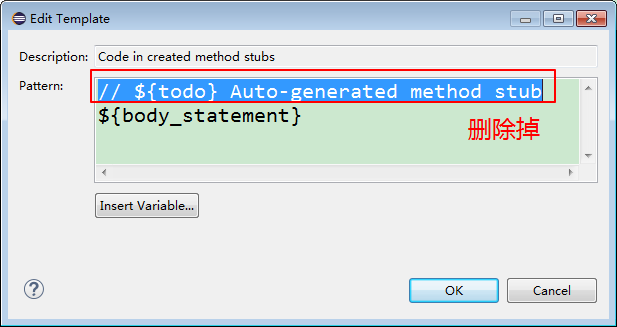 Edit Template
Description: Code in created method stubs
Pattern:
// ${todo} Auto-generated method stub
${body_statement}
删除掉
Insert Variable...
?
OK Cancel